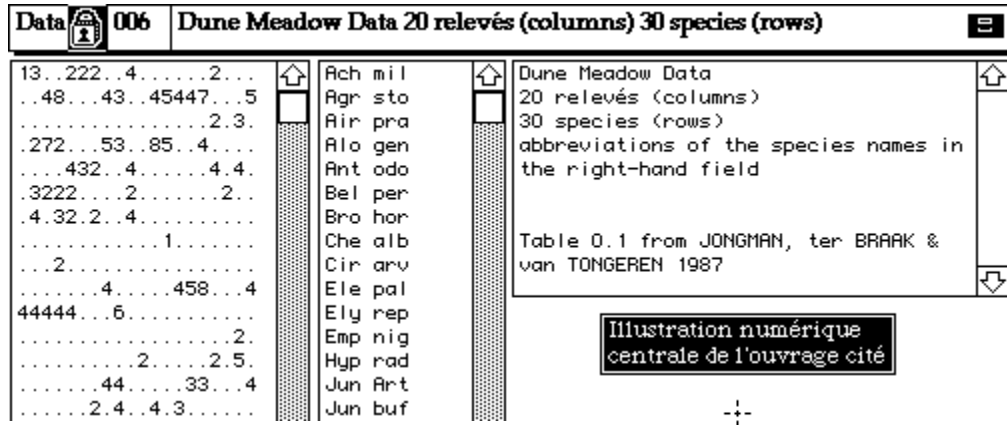 Data 006 Dune Meadow Data 20 relevés (columns) 30 species (rows)
13..222..4......2...
..48...43..45447...5
................2.3.
.272...53..85..4....
....432..4......4.4.
.3222....2.......2..
.4.32.2..4..........
............1.......
...2................
.......4.....458...4
44444...6...........
..................2.
..........2.....2.5.
.......44.....33...4
......2.4..4.3......
Ach mil
Agr sto
Air pra
Alo gen
Ant odo
Bel per
Bro hor
Che alb
Cir arv
Ele pal
Ely rep
Emp nig
Hyp rad
Jun Art
Jun buf
Dune Meadow Data
20 relevés (columns)
30 species (rows)
abbreviations of the species names in
the right-hand field
Table 0.1 from JONGMAN, ter BRAAK &
van TONGEREN 1987
Illustration numérique
centrale de l'ouvrage cité